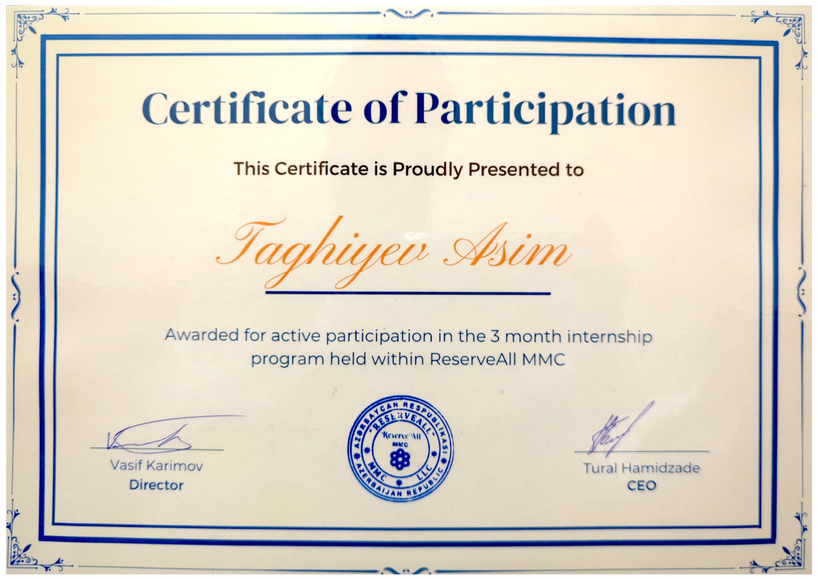 Certificate of Participation
This Certificate is Proudly Presented to
Taghiyev Asim
Awarded for active participation in the 3 month internship
program held within ReserveAll MMC
AZƏRBAYCAN RESPUBLİKASI
"RESERVEALL"
ReserveAll
MMC
MMC LLC
AZERBAIJAN REPUBLIC
Vasif Karimov
Director
Tural Hamidzade
CEO